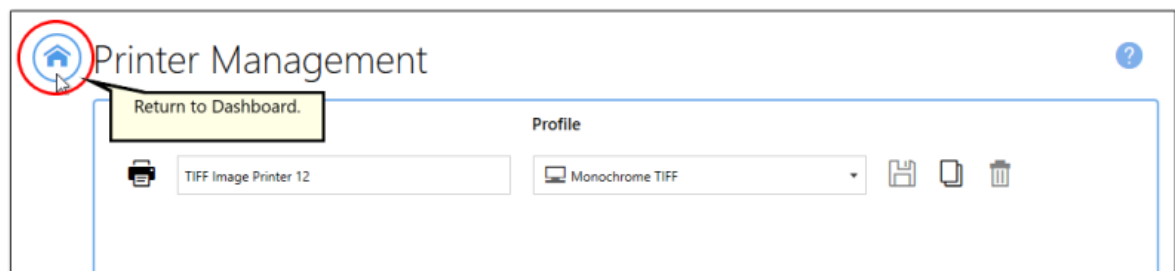 Printer Management
?
Return to Dashboard.
Profile
TIFF Image Printer 12
Monochrome TIFF